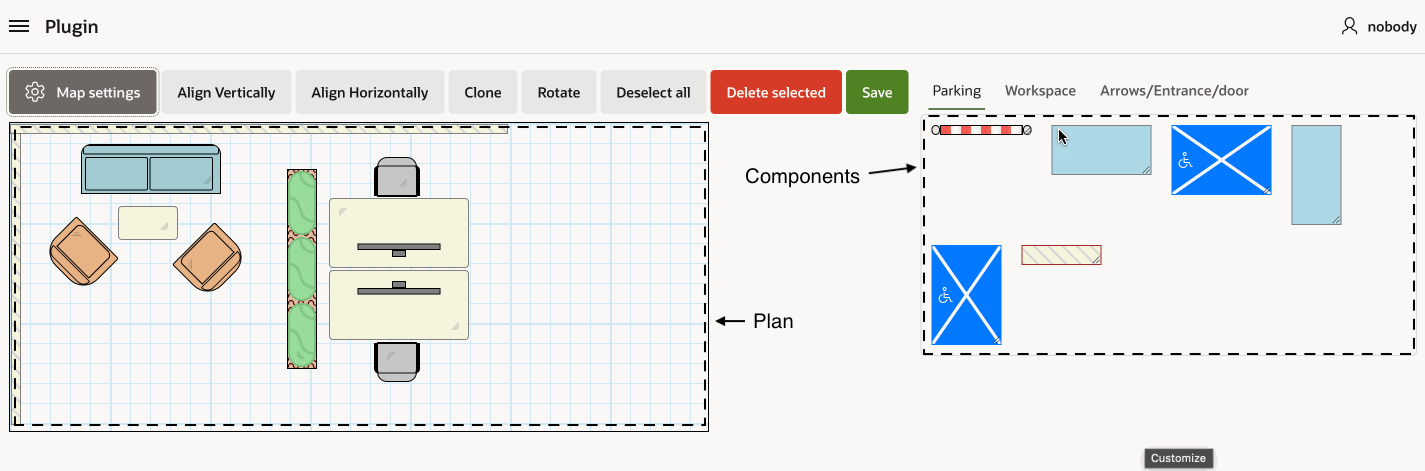 Plugin
nobody
Map settings
Align Vertically
Align Horizontally
Clone
Rotate
Deselect all
Delete selected
Save
Parking
Workspace
Arrows/Entrance/door
Components
Plan
Customize